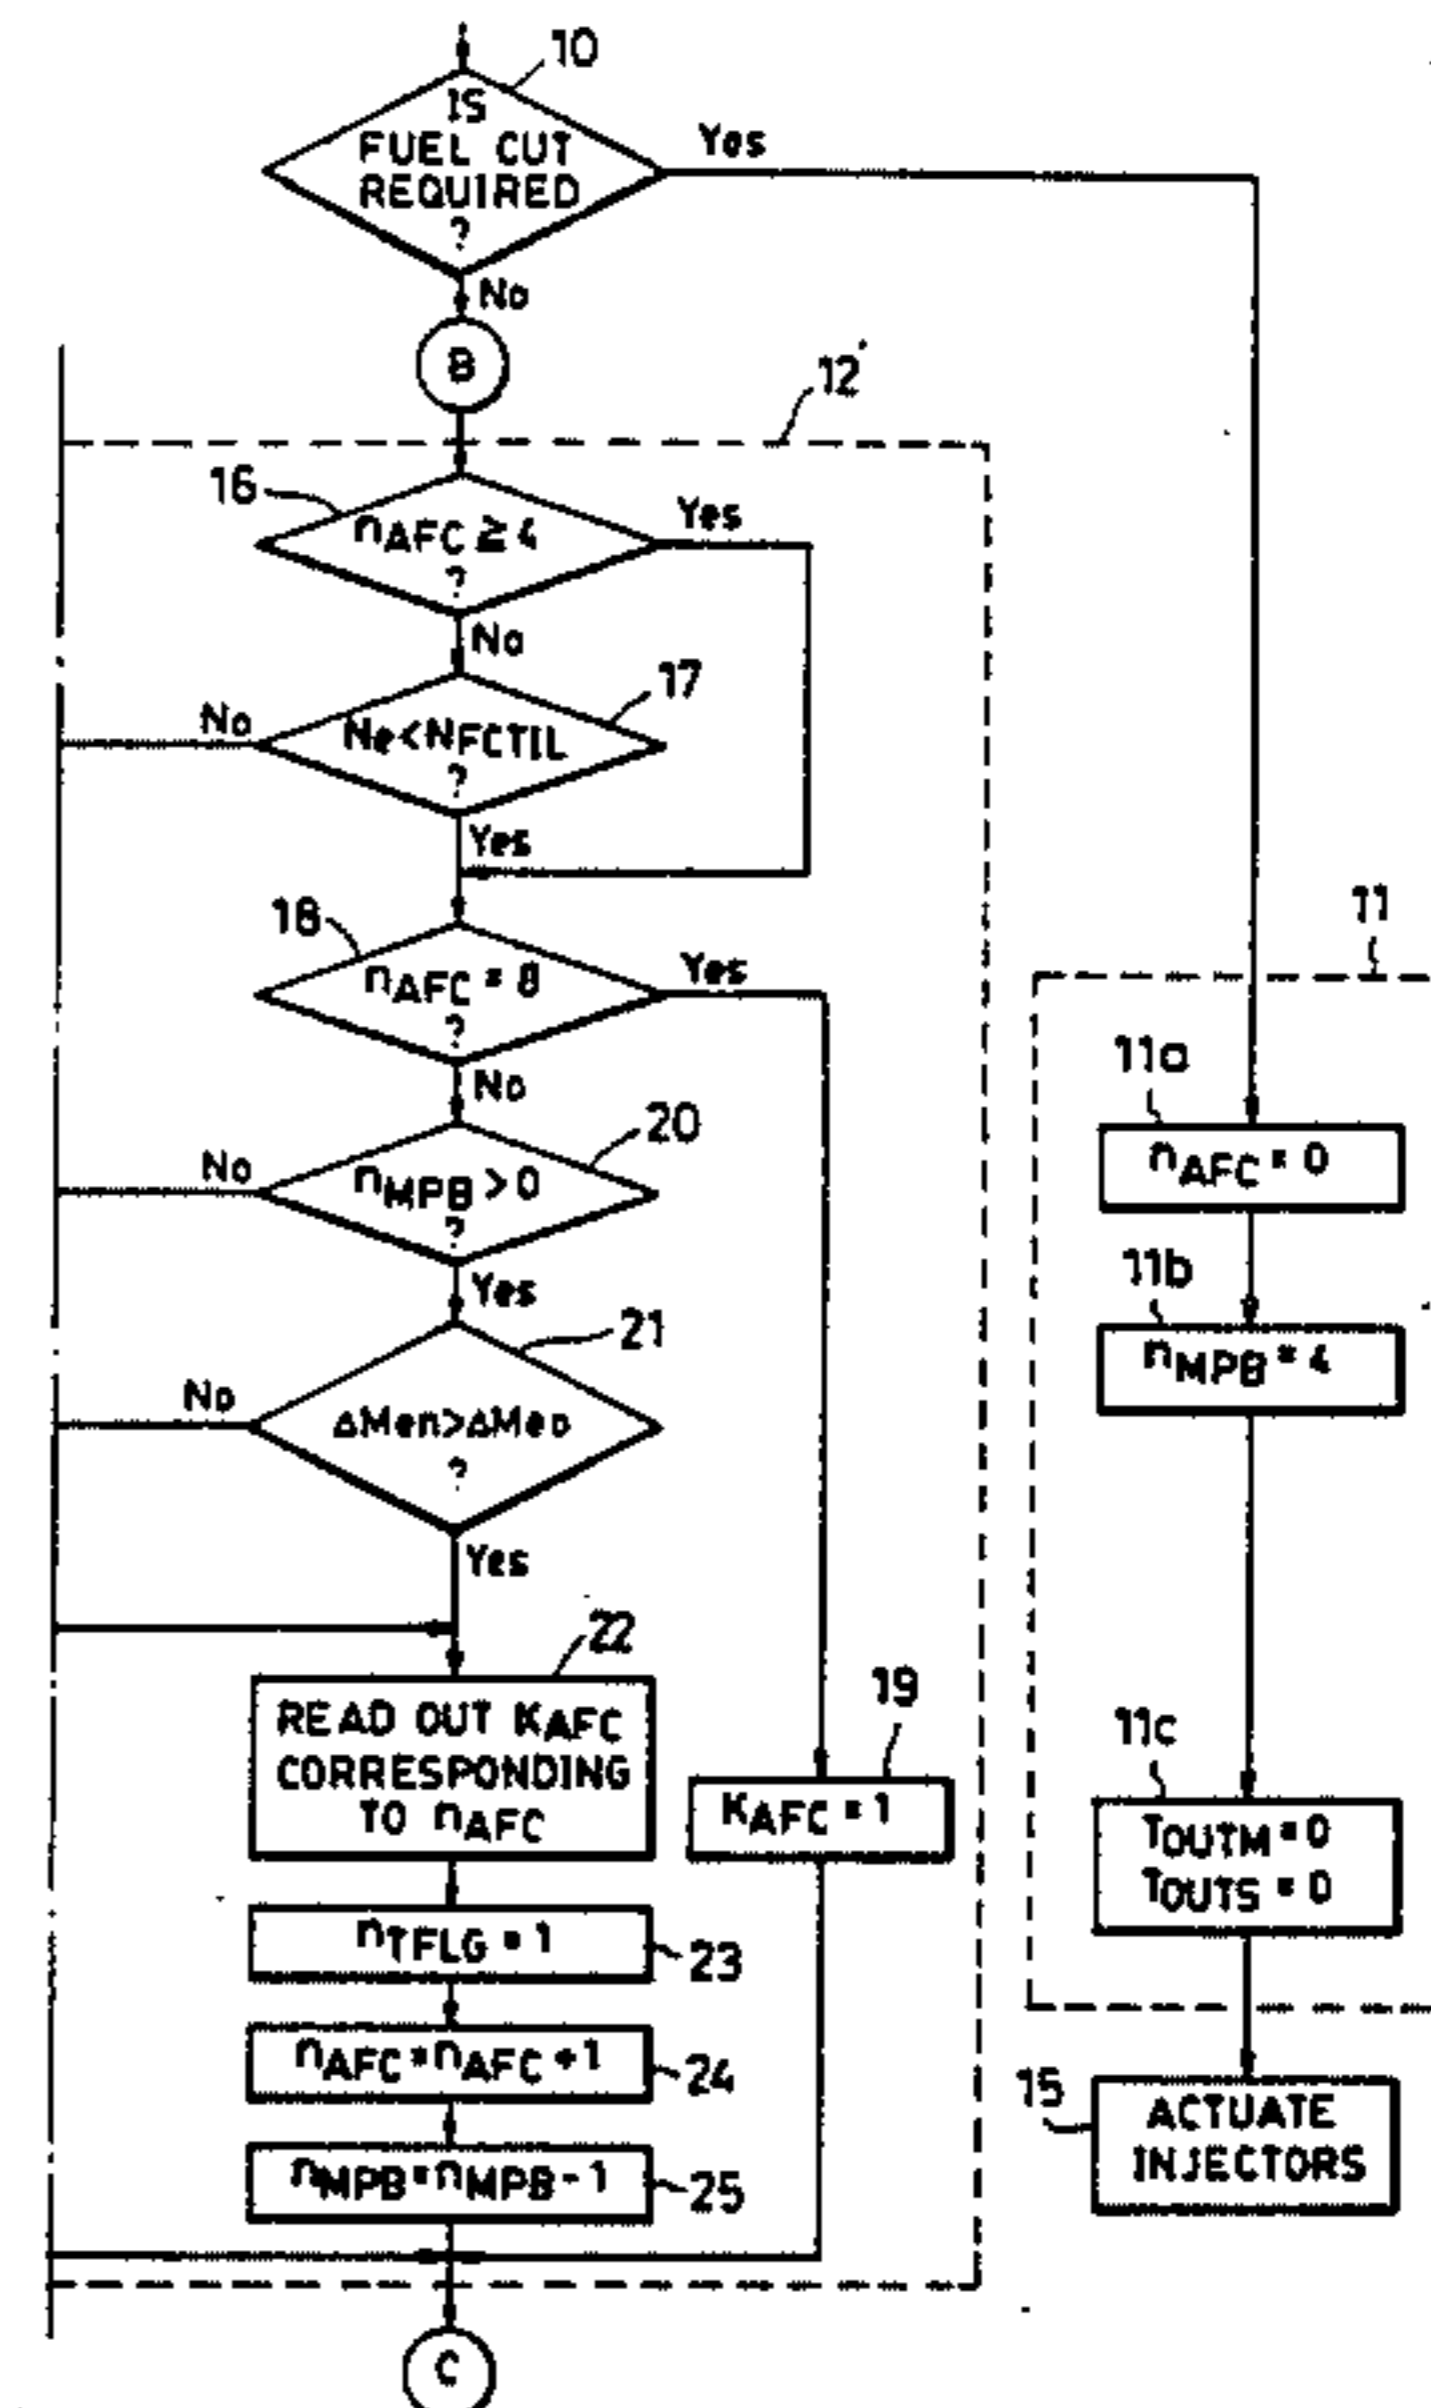 10
IS
FUEL CUT
REQUIRED
?
Yes
No
B
12'
16
nAFC ≧ 4
?
Yes
No
17
Ne<NFCTIL
?
No
Yes
18
nAFC = 8
?
Yes
No
20
nMPB > 0
?
No
Yes
21
ΔMen>ΔMeo
?
No
Yes
22
READ OUT KAFC
CORRESPONDING
TO nAFC
19
KAFC = 1
nTFLG = 1
23
nAFC = nAFC + 1
24
nMPB = nMPB - 1
25
C
11
11a
nAFC = 0
11b
nMPB = 4
11c
TOUTM = 0
TOUTS = 0
15
ACTUATE
INJECTORS